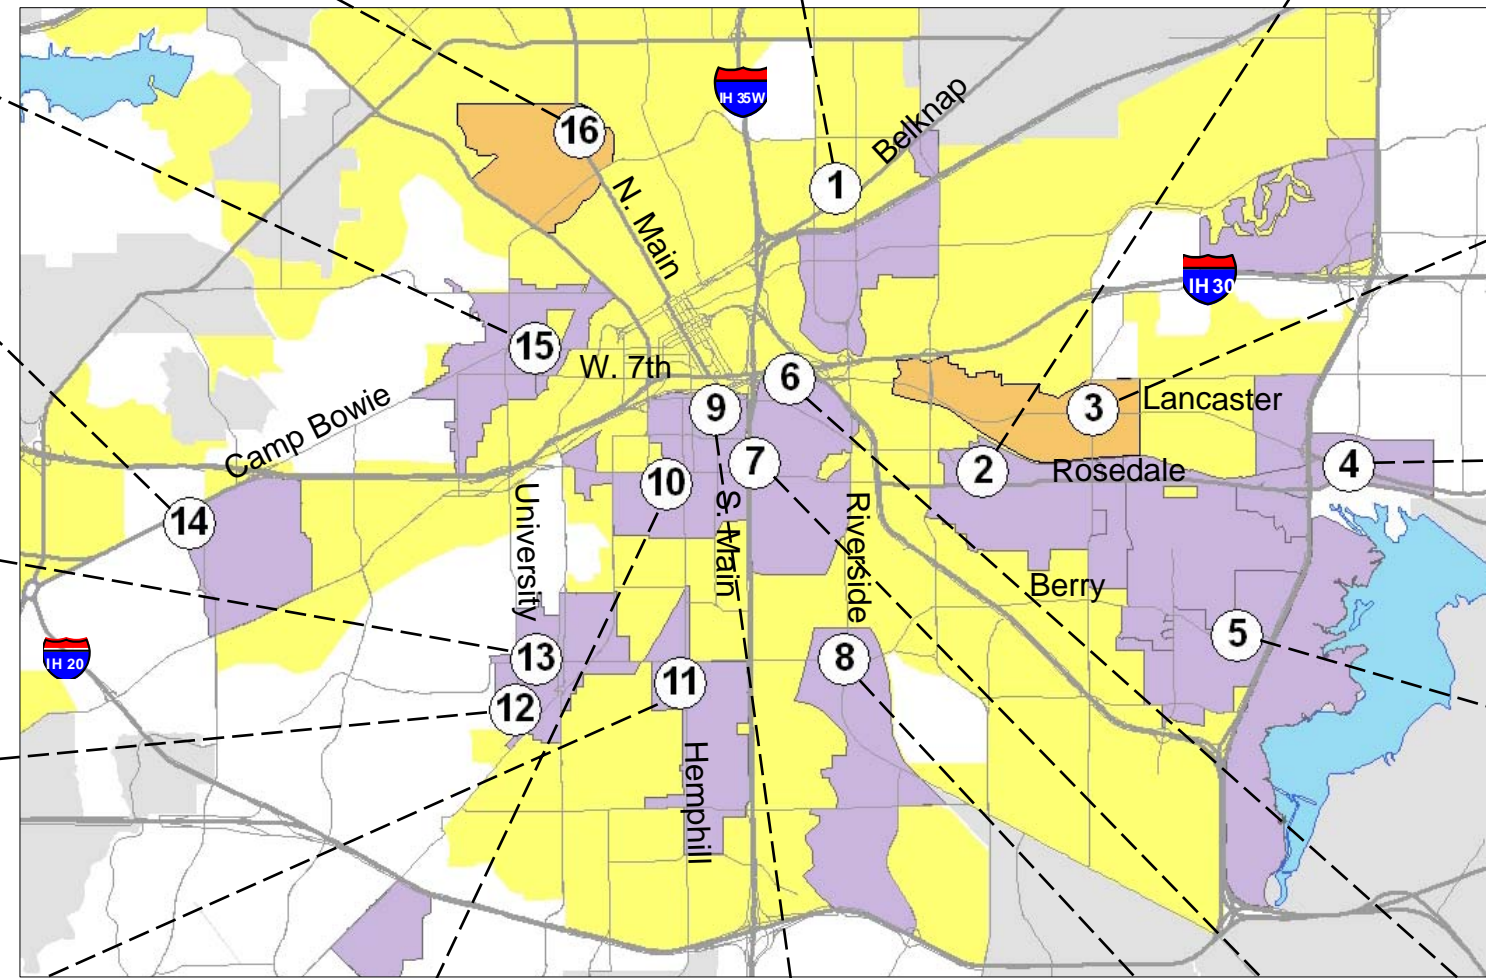 IH 35W
Belknap
16
1
N. Main
IH 30
15
W. 7th
6
3
Lancaster
9
Camp Bowie
7
2
Rosedale
4
10
14
University
S. Main
Riverside
Berry
5
IH 20
13
8
11
12
Hemphill